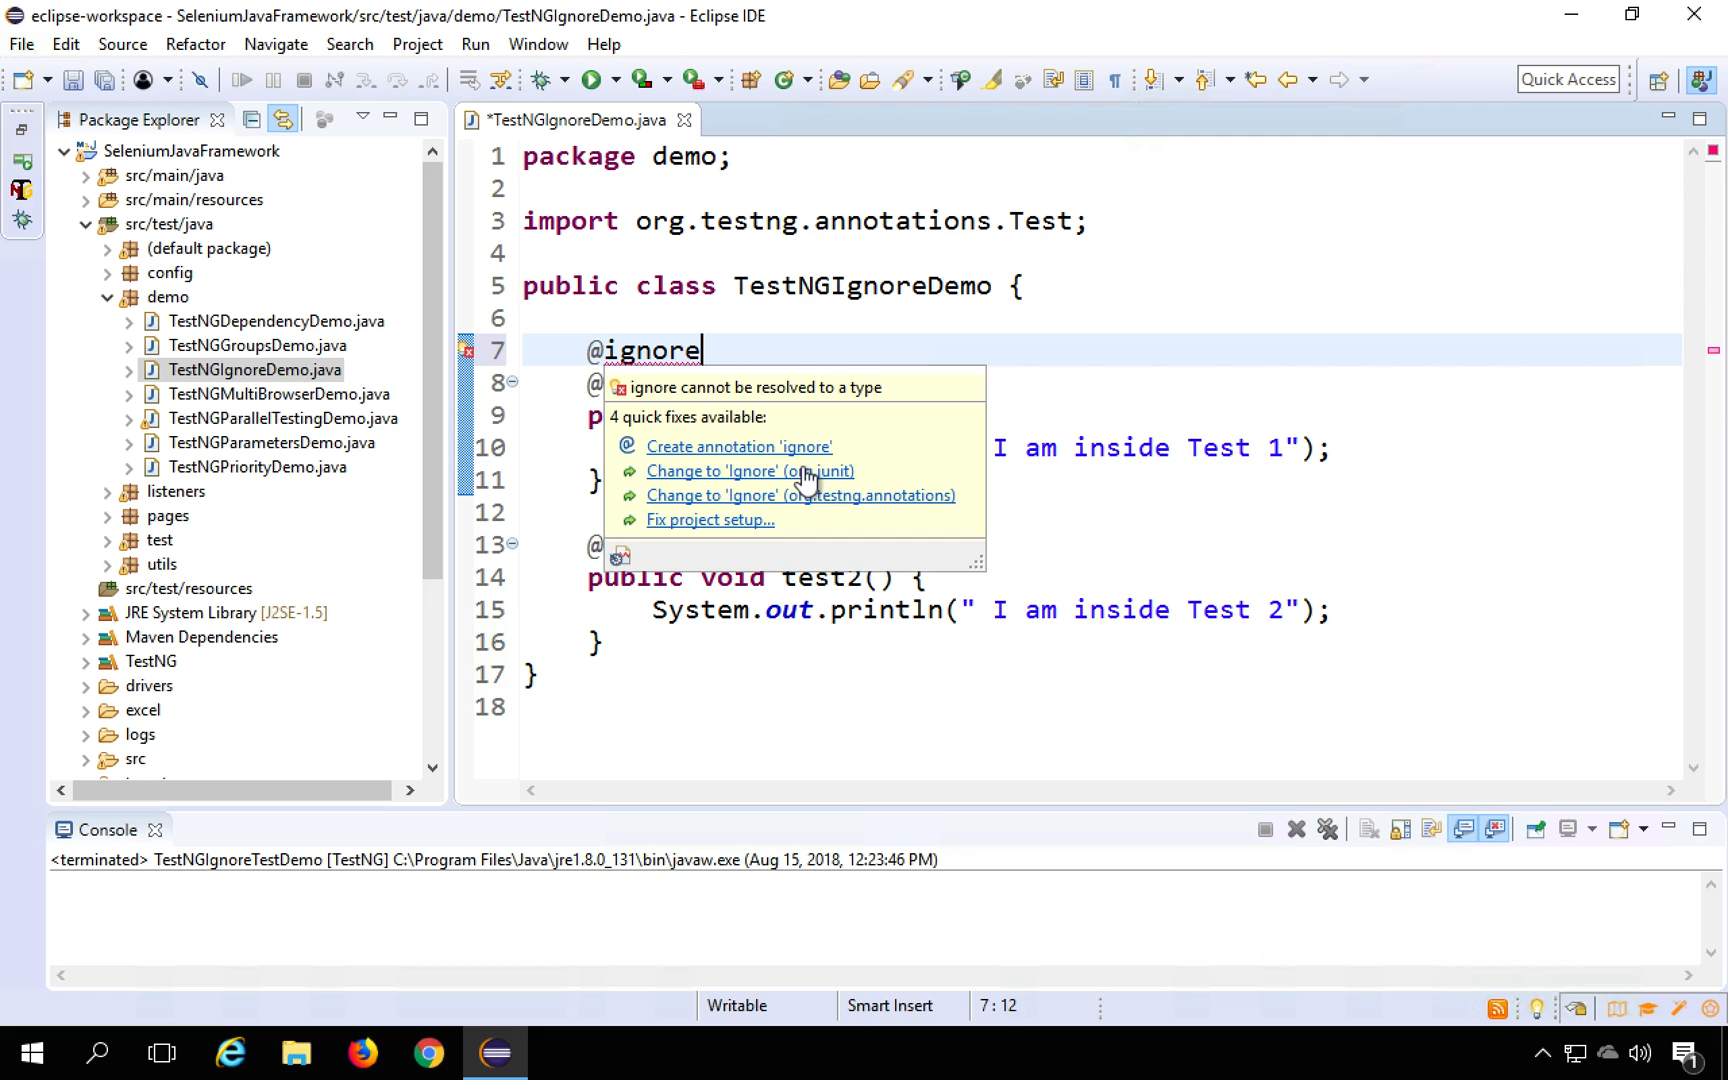 eclipse-workspace - SeleniumJavaFramework/src/test/java/demo/TestNGIgnoreDemo.java - Eclipse IDE
File Edit Source Refactor Navigate Search Project Run Window Help
Quick Access
Package Explorer
*TestNGIgnoreDemo.java
SeleniumJavaFramework
src/main/java
src/main/resources
src/test/java
(default package)
config
demo
TestNGDependencyDemo.java
TestNGGroupsDemo.java
TestNGIgnoreDemo.java
TestNGMultiBrowserDemo.java
TestNGParallelTestingDemo.java
TestNGParametersDemo.java
TestNGPriorityDemo.java
listeners
pages
test
utils
src/test/resources
JRE System Library [J2SE-1.5]
Maven Dependencies
TestNG
drivers
excel
logs
src
1 package demo;
2
3 import org.testng.annotations.Test;
4
5 public class TestNGIgnoreDemo {
6
7 @ignore
8 @
9 p
10 I am inside Test 1");
11 }
12
13 @
14 public void test2() {
15 System.out.println(" I am inside Test 2");
16 }
17 }
18
ignore cannot be resolved to a type
4 quick fixes available:
Create annotation 'ignore'
Change to 'Ignore' (org.junit)
Change to 'Ignore' (org.testng.annotations)
Fix project setup...
Console
<terminated> TestNGIgnoreTestDemo [TestNG] C:\Program Files\Java\jre1.8.0_131\bin\javaw.exe (Aug 15, 2018, 12:23:46 PM)
Writable Smart Insert 7 : 12
1